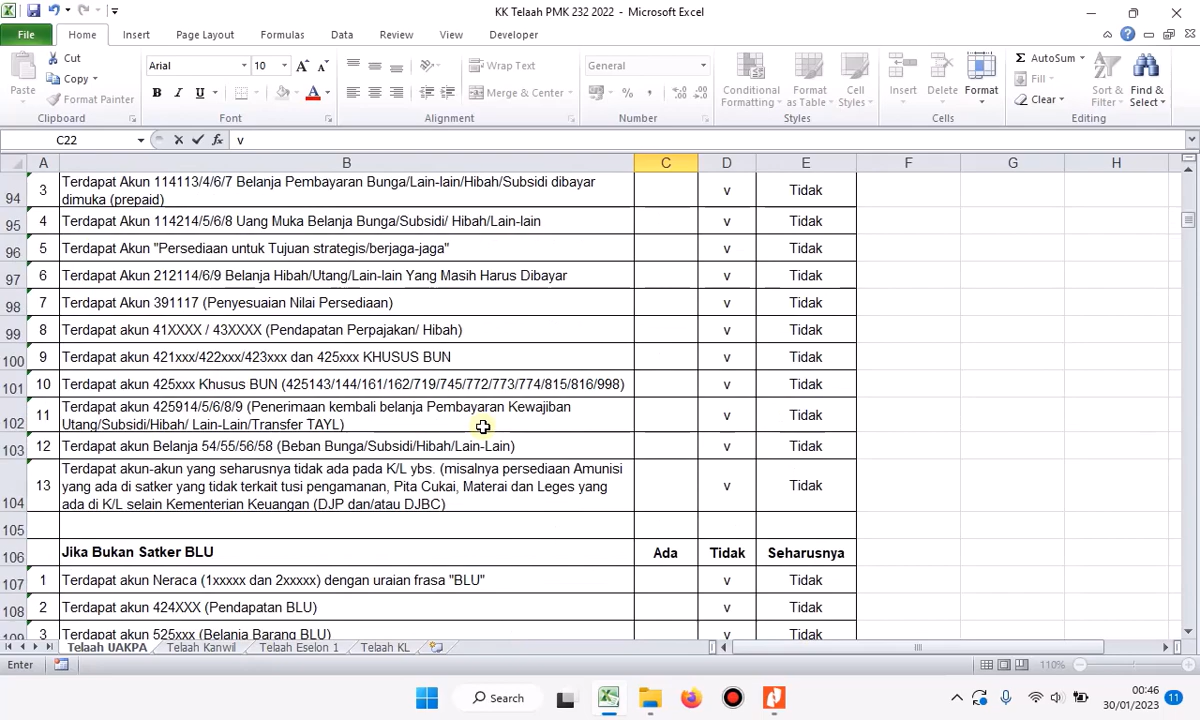 KK Telaah PMK 232 2022 - Microsoft Excel
File Home Insert Page Layout Formulas Data Review View Developer
Cut
Copy
Format Painter
Paste
Clipboard
Arial 10
B I U
Font
Wrap Text
Merge & Center
Alignment
General
Number
Conditional Formatting
Format as Table
Cell Styles
Styles
Insert
Delete
Format
Cells
AutoSum
Fill
Clear
Sort & Filter
Find & Select
Editing
C22 fx v
A B C D E F G H
94 3 Terdapat Akun 114113/4/6/7 Belanja Pembayaran Bunga/Lain-lain/Hibah/Subsidi dibayar v Tidak
dimuka (prepaid)
95 4 Terdapat Akun 114214/5/6/8 Uang Muka Belanja Bunga/Subsidi/ Hibah/Lain-lain v Tidak
96 5 Terdapat Akun "Persediaan untuk Tujuan strategis/berjaga-jaga" v Tidak
97 6 Terdapat Akun 212114/6/9 Belanja Hibah/Utang/Lain-lain Yang Masih Harus Dibayar v Tidak
98 7 Terdapat Akun 391117 (Penyesuaian Nilai Persediaan) v Tidak
99 8 Terdapat akun 41XXXX / 43XXXX (Pendapatan Perpajakan/ Hibah) v Tidak
100 9 Terdapat akun 421xxx/422xxx/423xxx dan 425xxx KHUSUS BUN v Tidak
101 10 Terdapat akun 425xxx Khusus BUN (425143/144/161/162/719/745/772/773/774/815/816/998) v Tidak
102 11 Terdapat akun 425914/5/6/8/9 (Penerimaan kembali belanja Pembayaran Kewajiban v Tidak
Utang/Subsidi/Hibah/ Lain-Lain/Transfer TAYL)
103 12 Terdapat akun Belanja 54/55/56/58 (Beban Bunga/Subsidi/Hibah/Lain-Lain) v Tidak
104 13 Terdapat akun-akun yang seharusnya tidak ada pada K/L ybs. (misalnya persediaan Amunisi v Tidak
yang ada di satker yang tidak terkait tusi pengamanan, Pita Cukai, Materai dan Leges yang
ada di K/L selain Kementerian Keuangan (DJP dan/atau DJBC)
105
106 Jika Bukan Satker BLU Ada Tidak Seharusnya
107 1 Terdapat akun Neraca (1xxxxx dan 2xxxxx) dengan uraian frasa "BLU" v Tidak
108 2 Terdapat akun 424XXX (Pendapatan BLU) v Tidak
109 3 Terdapat akun 525xxx (Belanja Barang BLU) v Tidak
Telaah UAKPA Telaah Kanwil Telaah Eselon 1 Telaah KL
Enter 110%
Search
00:46
30/01/2023
11